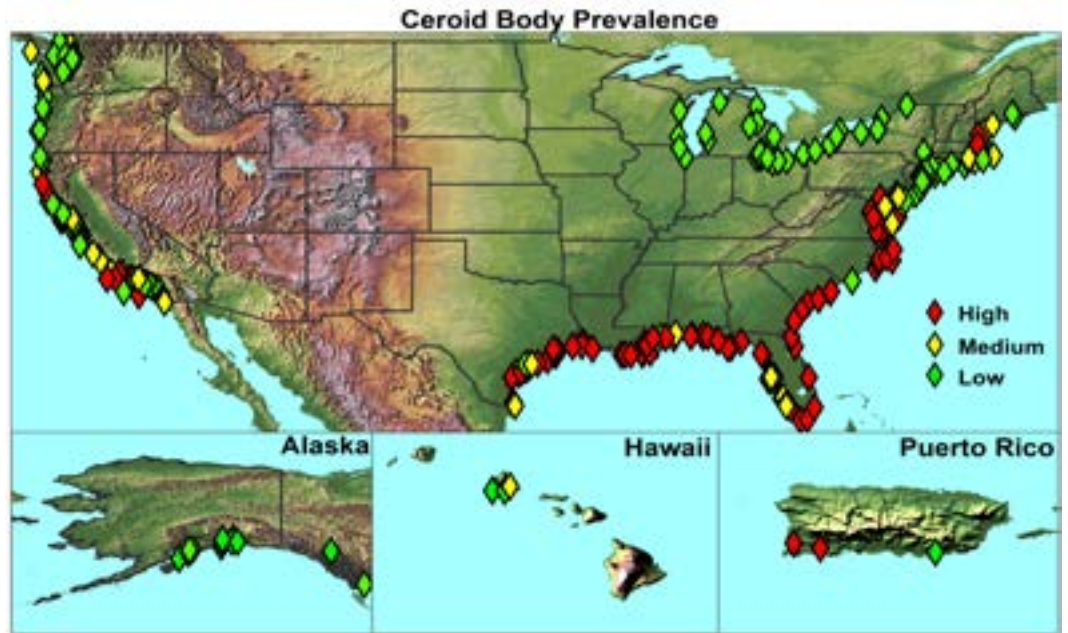 Ceroid Body Prevalence
High
Medium
Low
Alaska
Hawaii
Puerto Rico